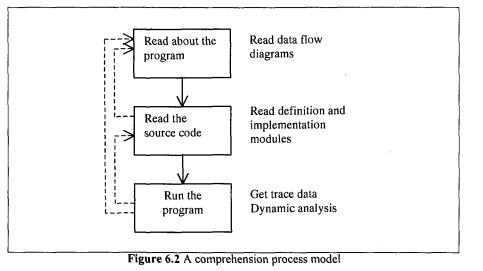 Read about the
program
Read data flow
diagrams
Read the
source code
Read definition and
implementation
modules
Run the
program
Get trace data
Dynamic analysis
Figure 6.2 A comprehension process model